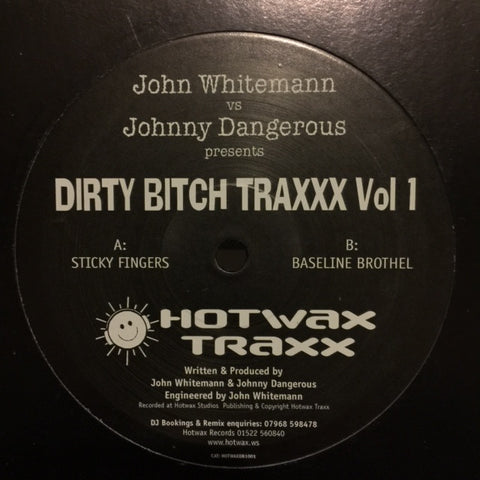 John Whitemann
vs
Johnny Dangerous
presents
DIRTY BITCH TRAXXX Vol 1
A:
STICKY FINGERS
B:
BASELINE BROTHEL
HOTWAX
TRAXX
Written & Produced by
John Whitemann & Johnny Dangerous
Engineered by John Whitemann
Recorded at Hotwax Studios Publishing & Copyright Hotwax Traxx
DJ Bookings & Remix enquiries: 07968 598478
Hotwax Records 01522 560840
www.hotwax.ws